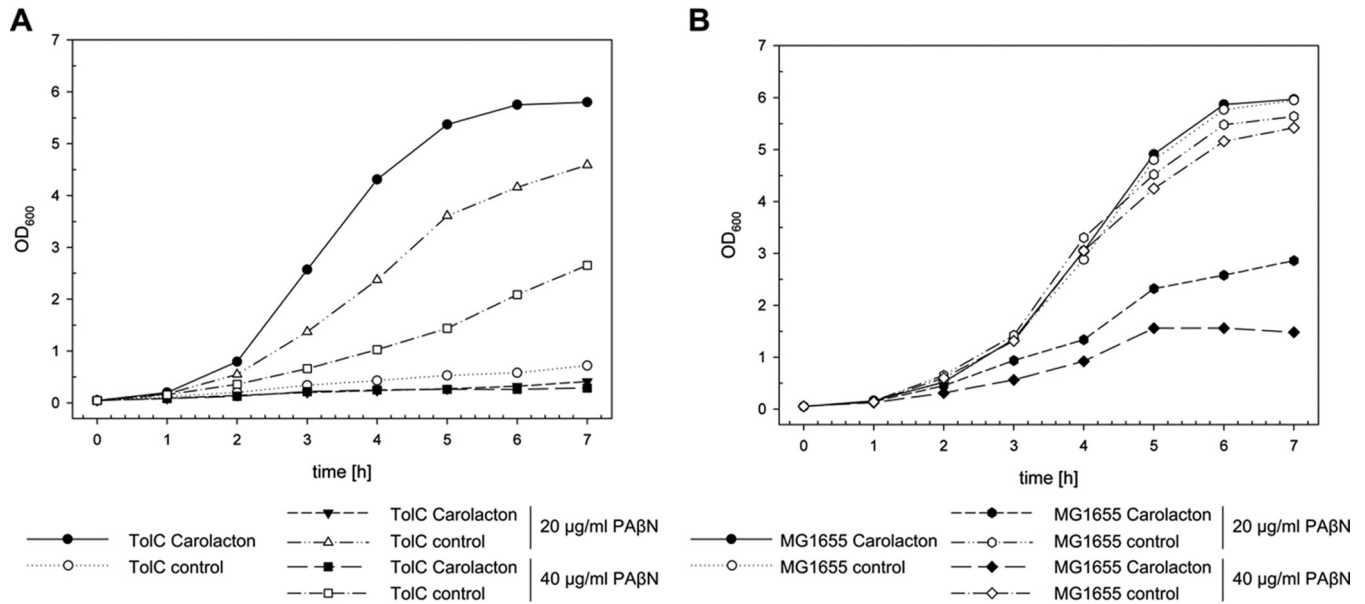 A
7
6
5
4
3
2
1
0
OD600
0 1 2 3 4 5 6 7
time [h]
TolC Carolacton
TolC control
TolC Carolacton
TolC control
20 µg/ml PAβN
TolC Carolacton
TolC control
40 µg/ml PAβN
B
7
6
5
4
3
2
1
0
OD600
0 1 2 3 4 5 6 7
time [h]
MG1655 Carolacton
MG1655 control
MG1655 Carolacton
MG1655 control
20 µg/ml PAβN
MG1655 Carolacton
MG1655 control
40 µg/ml PAβN